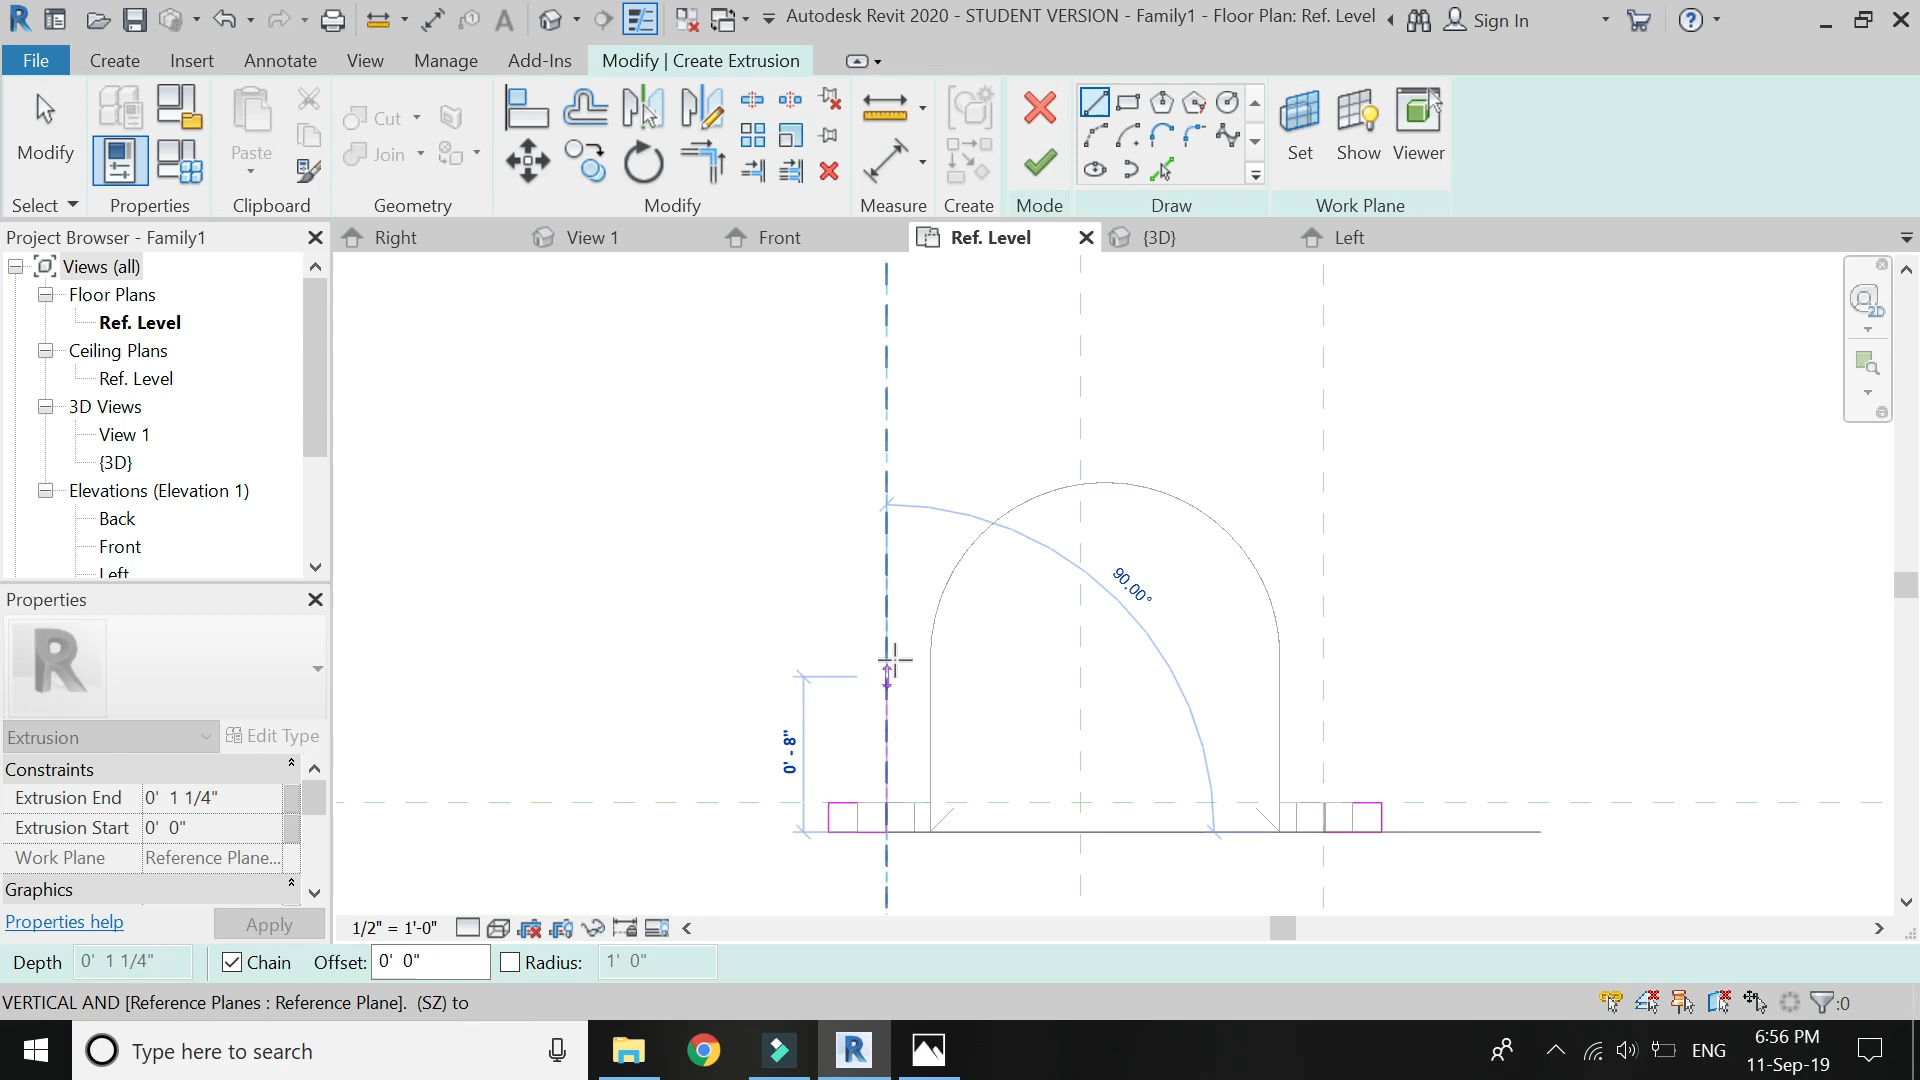 Autodesk Revit 2020 - STUDENT VERSION - Family1 - Floor Plan: Ref. Level
Sign In
File Create Insert Annotate View Manage Add-Ins Modify | Create Extrusion
Modify
Paste
Cut
Join
Set Show Viewer
Select Properties Clipboard Geometry Modify Measure Create Mode Draw Work Plane
Project Browser - Family1
Right View 1 Front Ref. Level {3D} Left
Views (all)
Floor Plans
Ref. Level
Ceiling Plans
Ref. Level
3D Views
View 1
{3D}
Elevations (Elevation 1)
Back
Front
Left
Properties
Extrusion
Edit Type
Constraints
Extrusion End 0' 1 1/4"
Extrusion Start 0' 0"
Work Plane Reference Plane...
Graphics
Properties help
Apply
90.00°
0' - 8"
2D
1/2" = 1'-0"
Depth 0' 1 1/4" Chain Offset: 0' 0" Radius: 1' 0"
VERTICAL AND [Reference Planes : Reference Plane]. (SZ) to
:0
Type here to search
ENG
6:56 PM
11-Sep-19